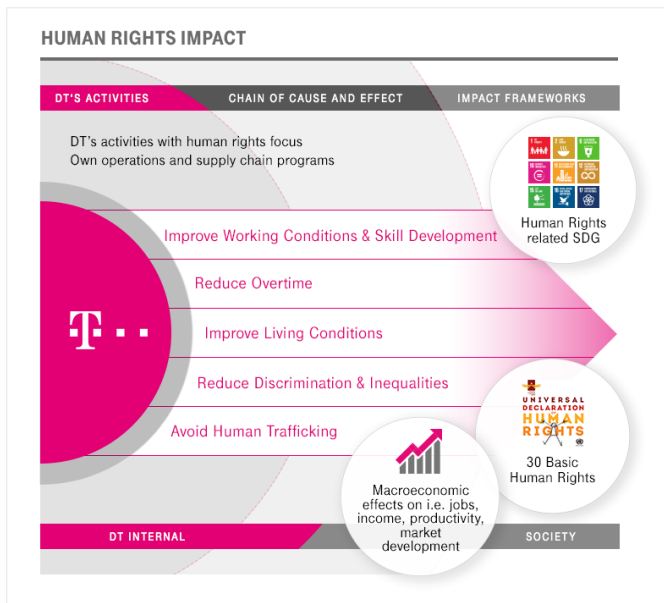 HUMAN RIGHTS IMPACT
DT'S ACTIVITIES
CHAIN OF CAUSE AND EFFECT
IMPACT FRAMEWORKS
DT's activities with human rights focus
Own operations and supply chain programs
Human Rights
related SDG
Improve Working Conditions & Skill Development
Reduce Overtime
T
Improve Living Conditions
Reduce Discrimination & Inequalities
Avoid Human Trafficking
UNIVERSAL
DECLARATION
HUMAN
RIGHTS
30 Basic
Human Rights
Macroeconomic
effects on i.e. jobs,
income, productivity,
market
development
DT INTERNAL
SOCIETY